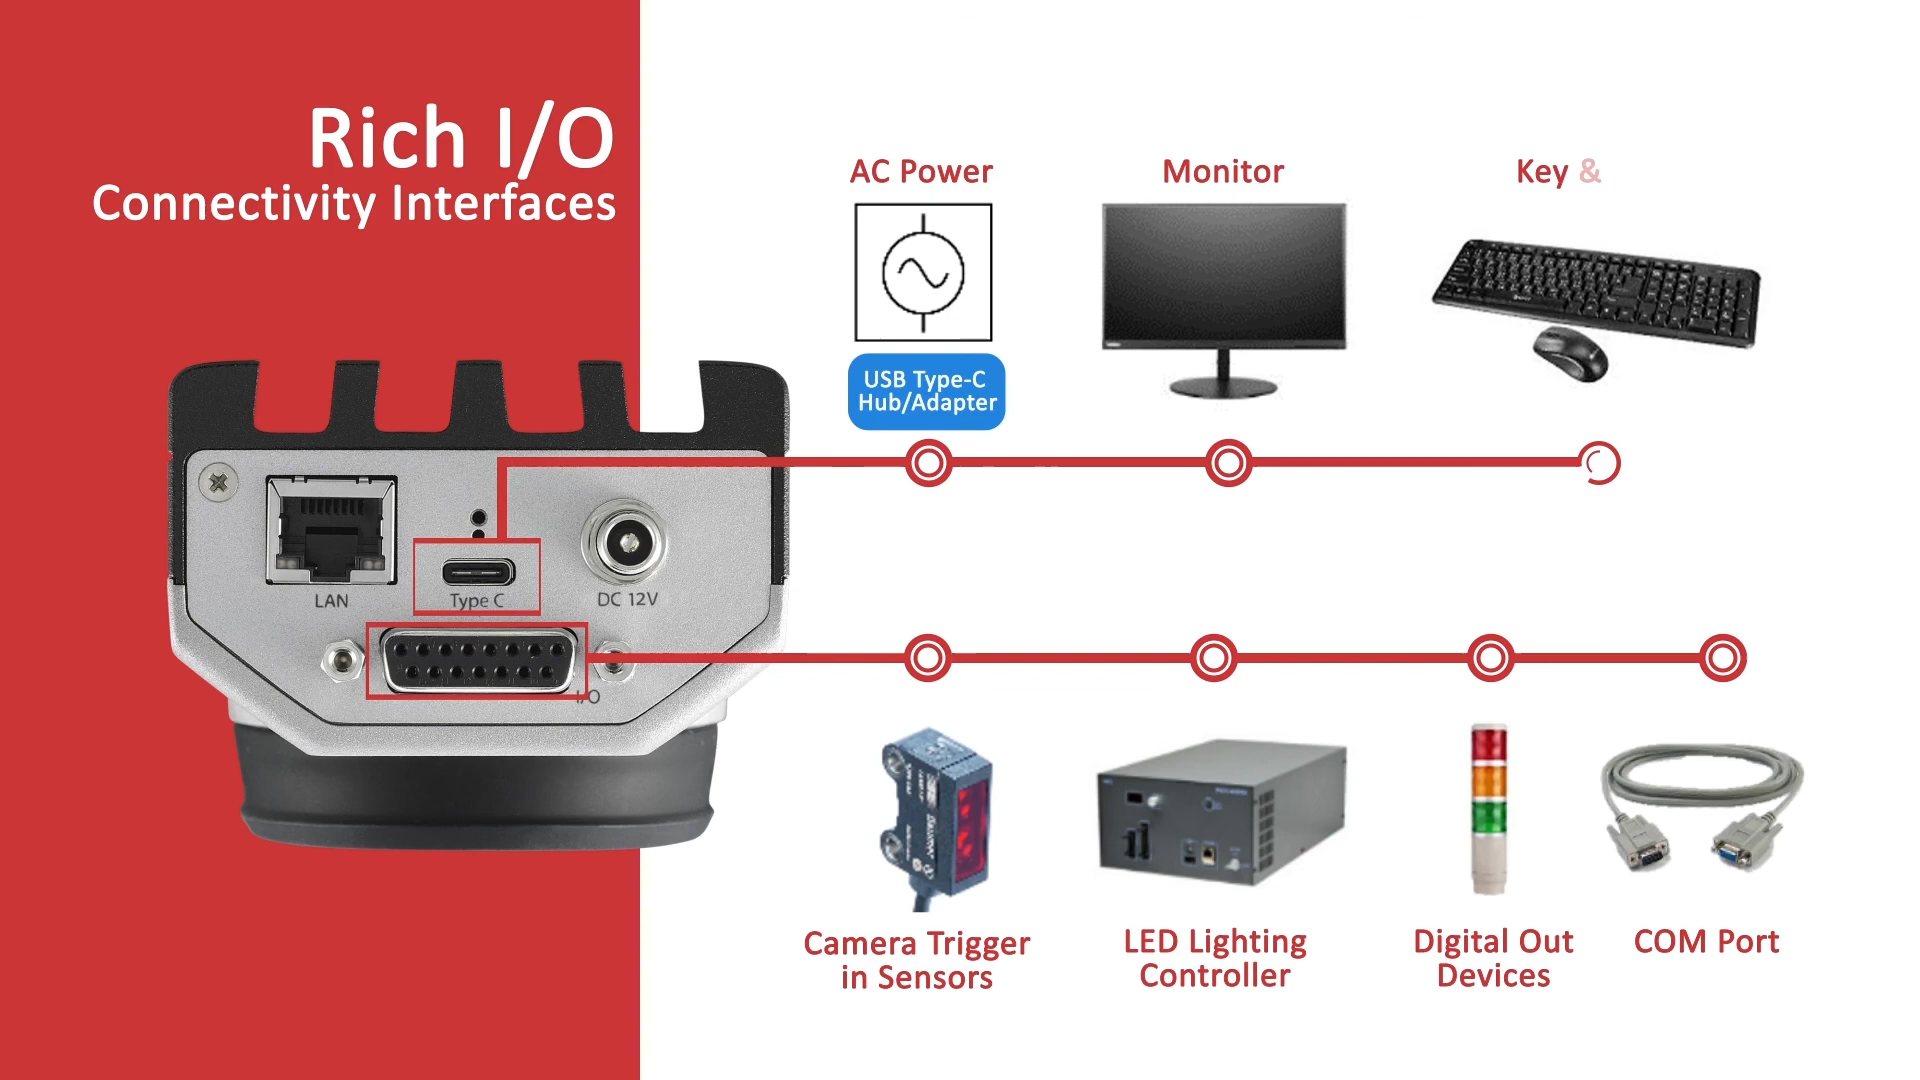 Rich I/O
Connectivity Interfaces
AC Power
Monitor
Key &
USB Type-C
Hub/Adapter
LAN
Type C
DC 12V
I/O
Camera Trigger
in Sensors
LED Lighting
Controller
Digital Out
Devices
COM Port